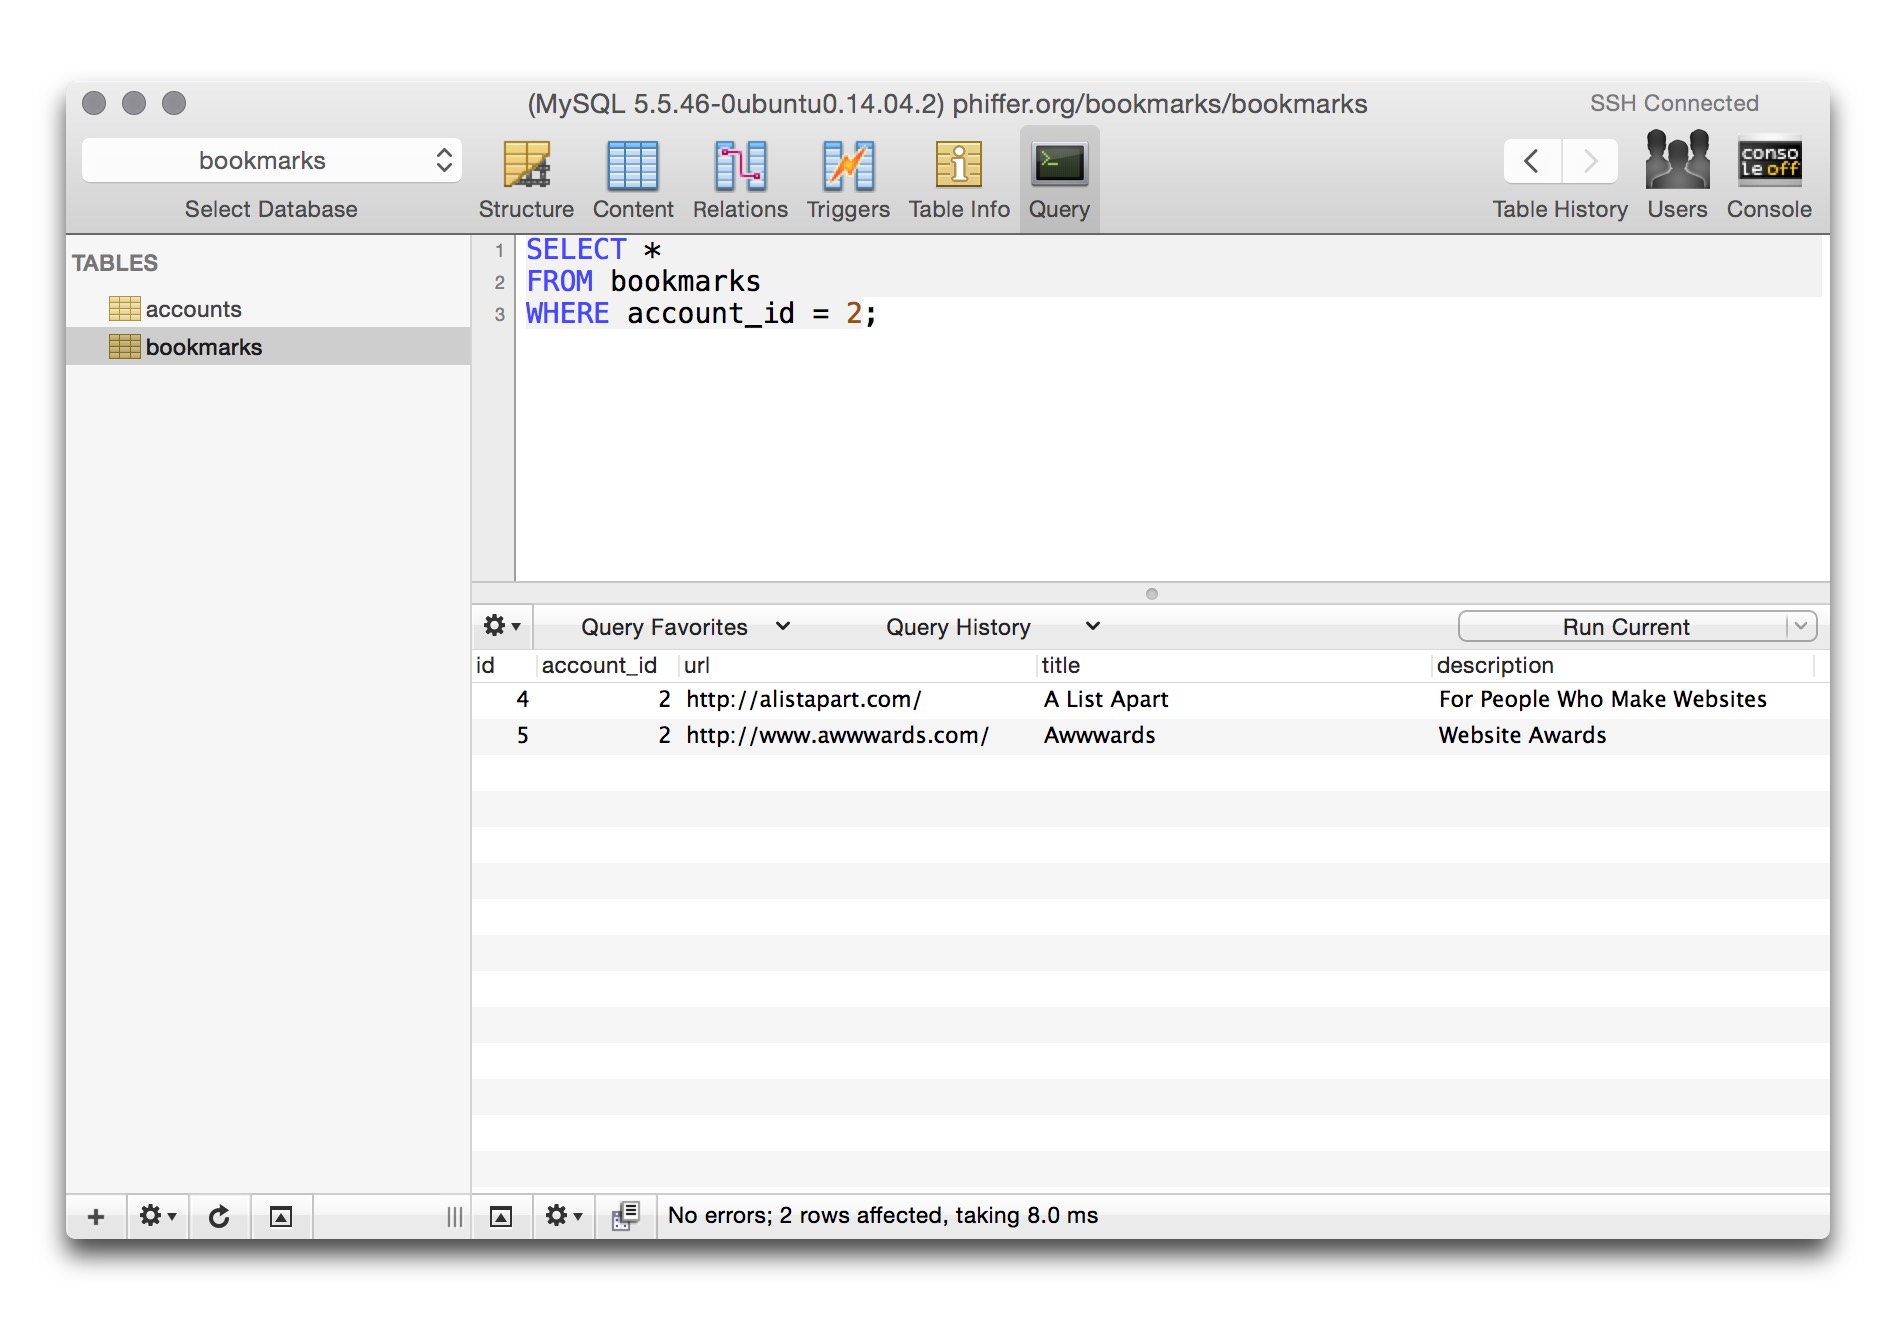 (MySQL 5.5.46-0ubuntu0.14.04.2) phiffer.org/bookmarks/bookmarks
SSH Connected
bookmarks
Select Database
Structure
Content
Relations
Triggers
Table Info
Query
Table History
Users
conso
le off
Console
TABLES
accounts
bookmarks
1 SELECT *
2 FROM bookmarks
3 WHERE account_id = 2;
Query Favorites
Query History
Run Current
id account_id url title description
4 2 http://alistapart.com/ A List Apart For People Who Make Websites
5 2 http://www.awwwards.com/ Awwwards Website Awards
No errors; 2 rows affected, taking 8.0 ms